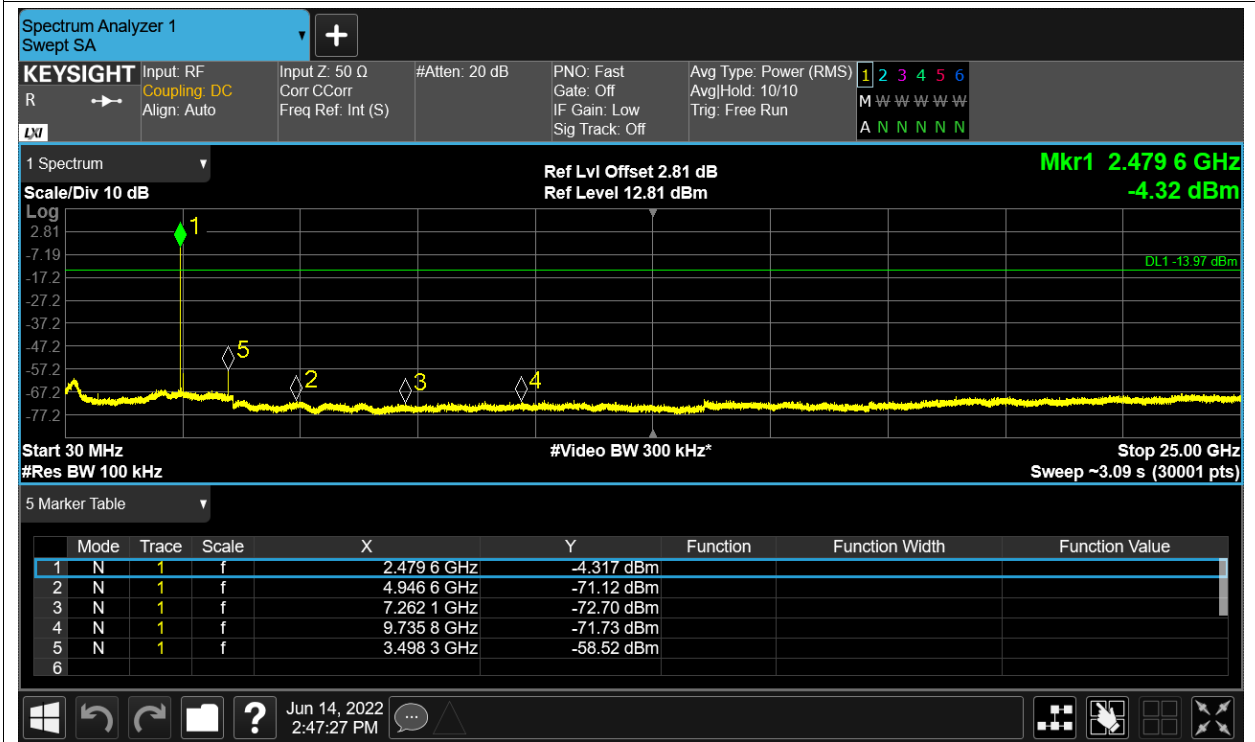 Spectrum Analyzer 1
Swept SA
+
KEYSIGHT Input: RF Input Z: 50 Ω #Atten: 20 dB PNO: Fast Avg Type: Power (RMS) 1 2 3 4 5 6
R Coupling: DC Corr CCorr Gate: Off Avg|Hold: 10/10 M W W W W W
Align: Auto Freq Ref: Int (S) IF Gain: Low Trig: Free Run
LXI Sig Track: Off A N N N N N
1 Spectrum Ref Lvl Offset 2.81 dB Mkr1 2.479 6 GHz
Scale/Div 10 dB Ref Level 12.81 dBm -4.32 dBm
Log
1
2.81
-7.19
DL1 -13.97 dBm
-17.2
-27.2
-37.2
-47.2
5
-57.2
2 3 4
-67.2
-77.2
Start 30 MHz #Video BW 300 kHz* Stop 25.00 GHz
#Res BW 100 kHz Sweep ~3.09 s (30001 pts)
5 Marker Table
Mode Trace Scale X Y Function Function Width Function Value
1 N 1 f 2.479 6 GHz -4.317 dBm
2 N 1 f 4.946 6 GHz -71.12 dBm
3 N 1 f 7.262 1 GHz -72.70 dBm
4 N 1 f 9.735 8 GHz -71.73 dBm
5 N 1 f 3.498 3 GHz -58.52 dBm
6
? Jun 14, 2022
2:47:27 PM